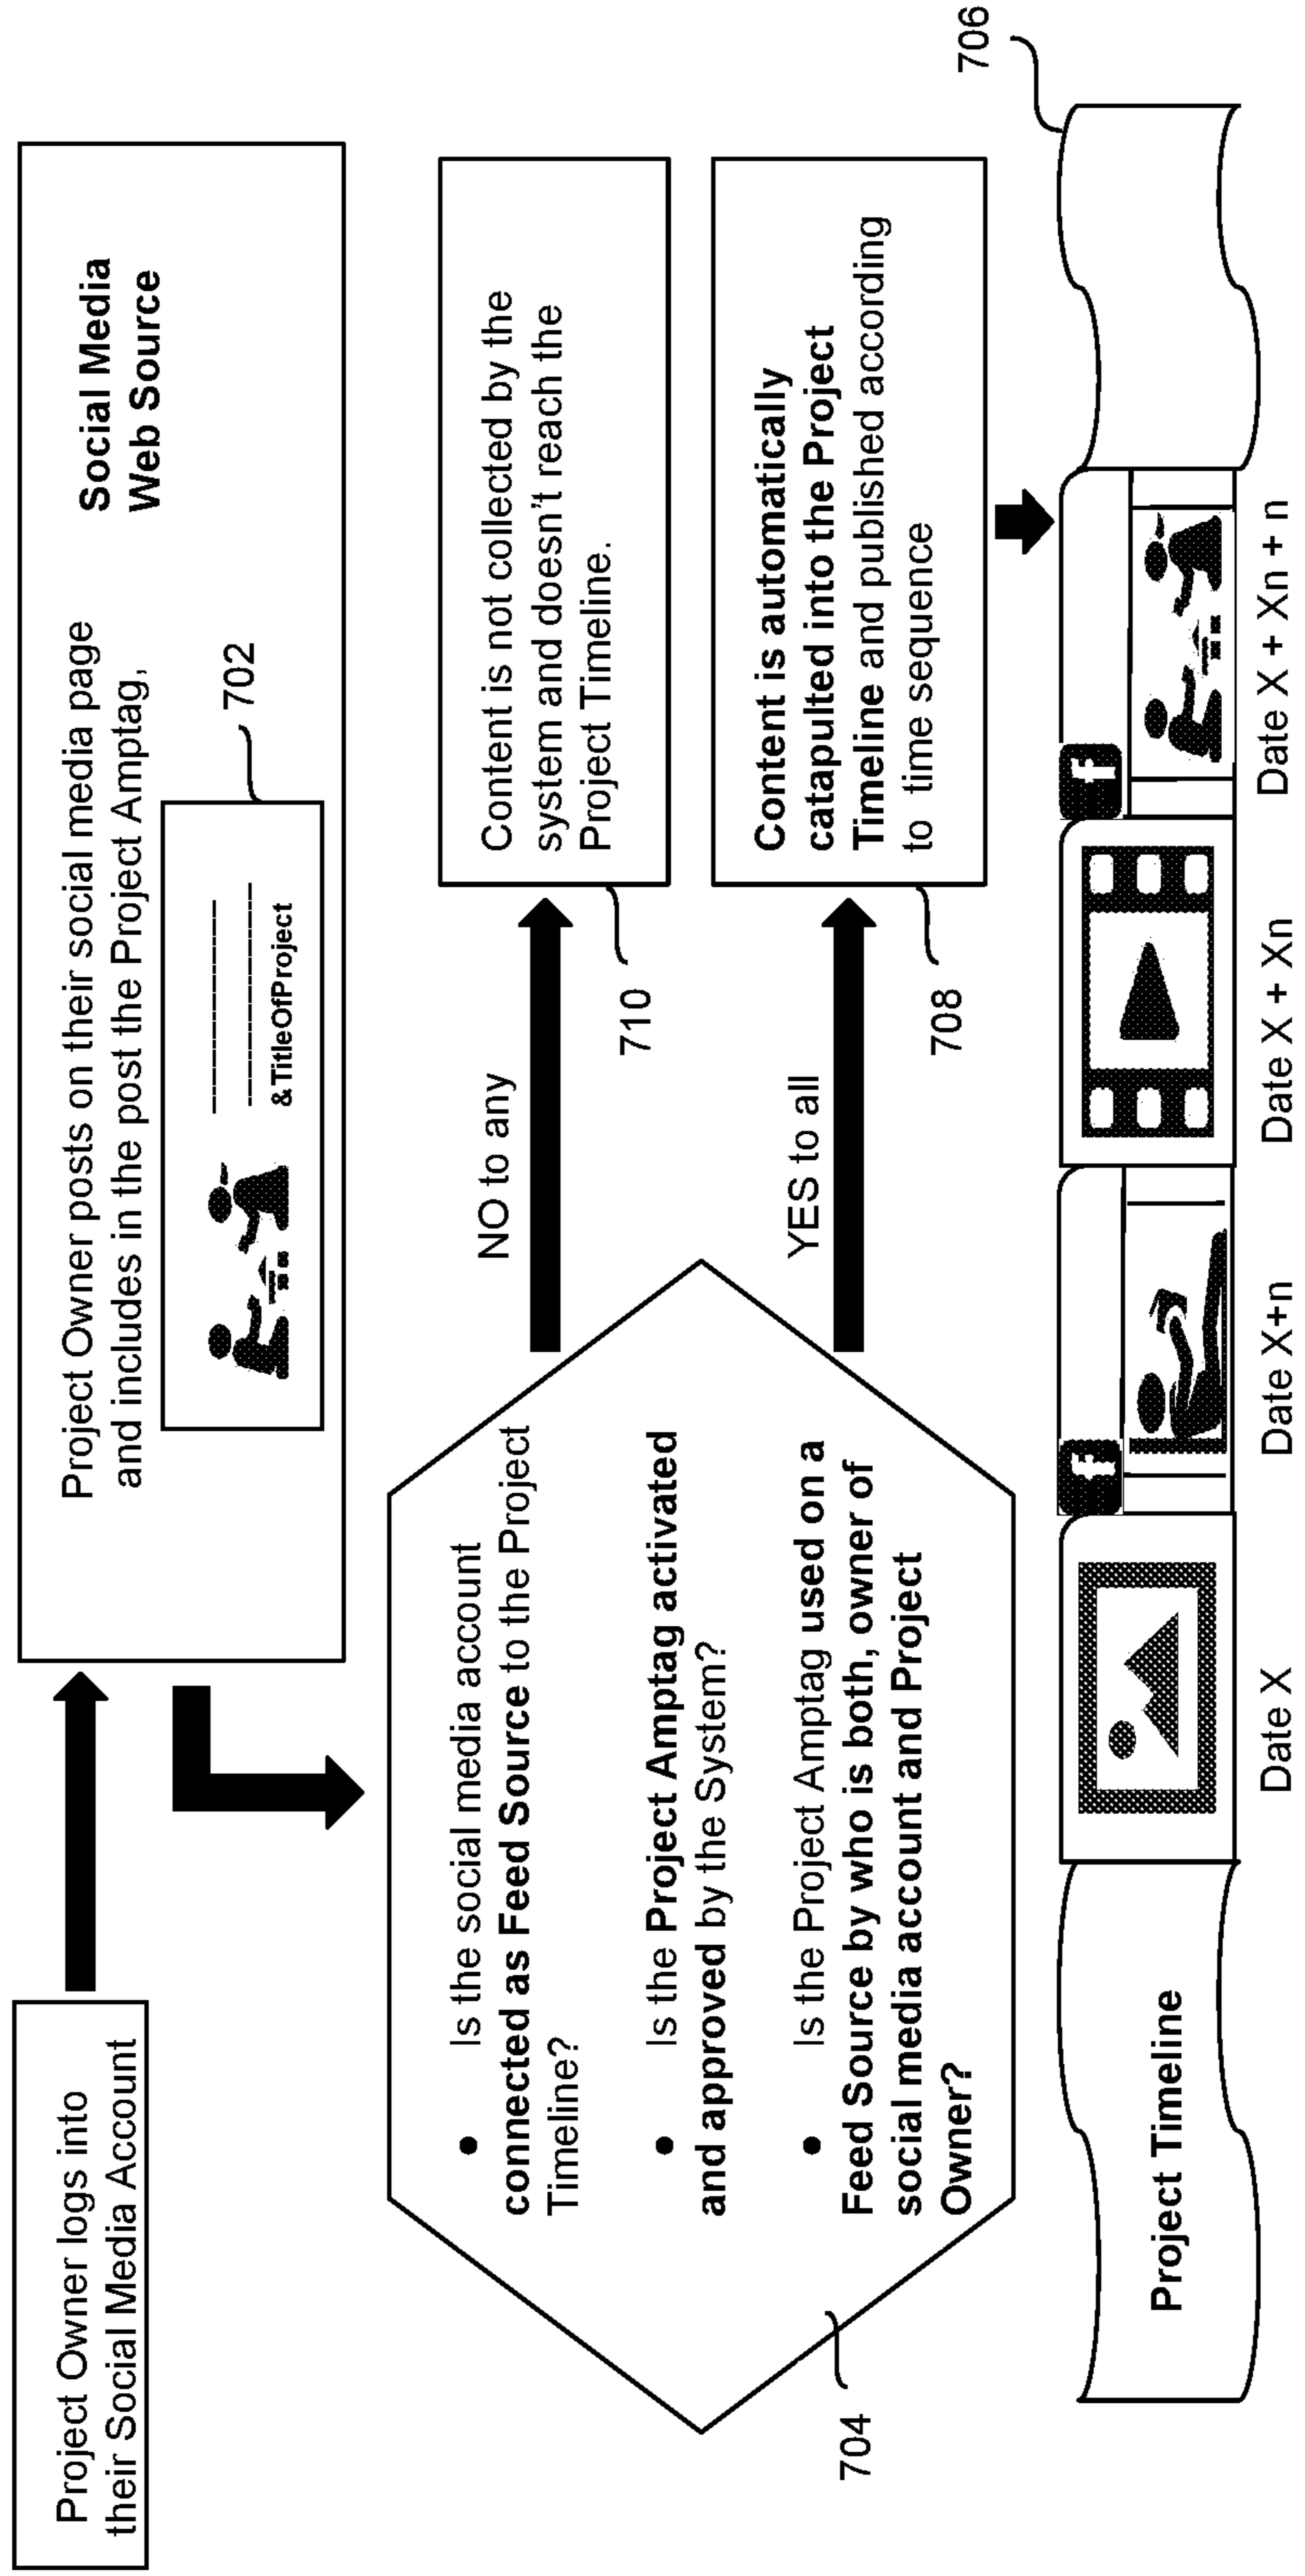 Project Owner logs into
their Social Media Account
Project Owner posts on their social media page
and includes in the post the Project Amptag,
Social Media
Web Source
&TitleOfProject
702
• Is the social media account
connected as Feed Source to the Project
Timeline?
• Is the Project Amptag activated
and approved by the System?
• Is the Project Amptag used on a
Feed Source by who is both, owner of
social media account and Project
Owner?
704
NO to any
710
Content is not collected by the
system and doesn't reach the
Project Timeline.
YES to all
708
Content is automatically
catapulted into the Project
Timeline and published according
to time sequence
706
Project Timeline
f
f
Date X
Date X+n
Date X + Xn
Date X + Xn + n